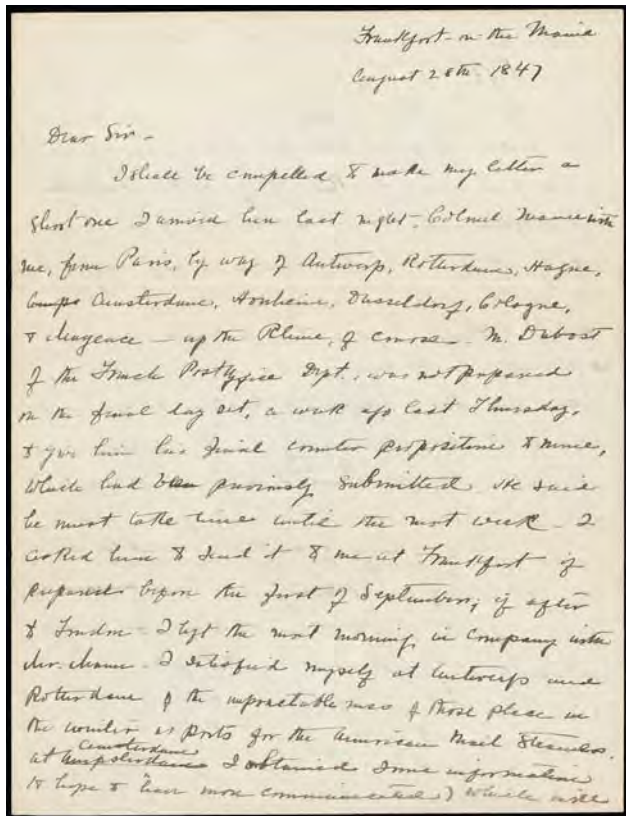 Frankfort-on the Maine
August 28th. 1847
Dear Sir-
I shall be compelled to make my letter a
short one I arrived here last night. Colonel Mann with
me, from Paris, by way of Antwerp, Rotterdam, Hague,
Amsterdam, Arnheim, Dusseldorf, Cologne,
& Mayence - up the Rhine, of course. M. Dubost
of the French Post Office Dept., was not prepared
on the final day set, a week ago last Thursday,
to give him his final counter proposition to mine,
which had been previously submitted. He said
he must take time until the next week - I
asked him to send it to me at Frankfort if
prepared before the first of September; if after
to London - I left the next morning, in company with
Mr. Mann - I satisfied myself at Antwerp and
Rotterdam of the of those place in
the winter as ports for the American Mail Steamers.
at Amsterdam I obtained some information
to hope to have more communicated) which will